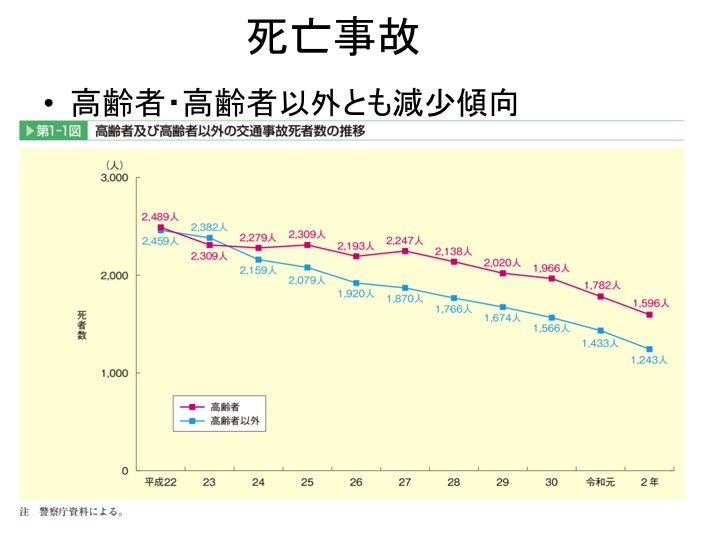 死亡事故
• 高齢者・高齢者以外とも減少傾向
▶第1-1図 高齢者及び高齢者以外の交通事故死者数の推移
（人）
3,000
2,000
1,000
0
死者数
2,489人
2,309人
2,279人
2,309人
2,193人
2,247人
2,138人
2,020人
1,966人
1,782人
1,596人
2,459人
2,382人
2,159人
2,079人
1,920人
1,870人
1,766人
1,674人
1,566人
1,433人
1,243人
高齢者
高齢者以外
平成22 23 24 25 26 27 28 29 30 令和元 2 年
注 警察庁資料による。